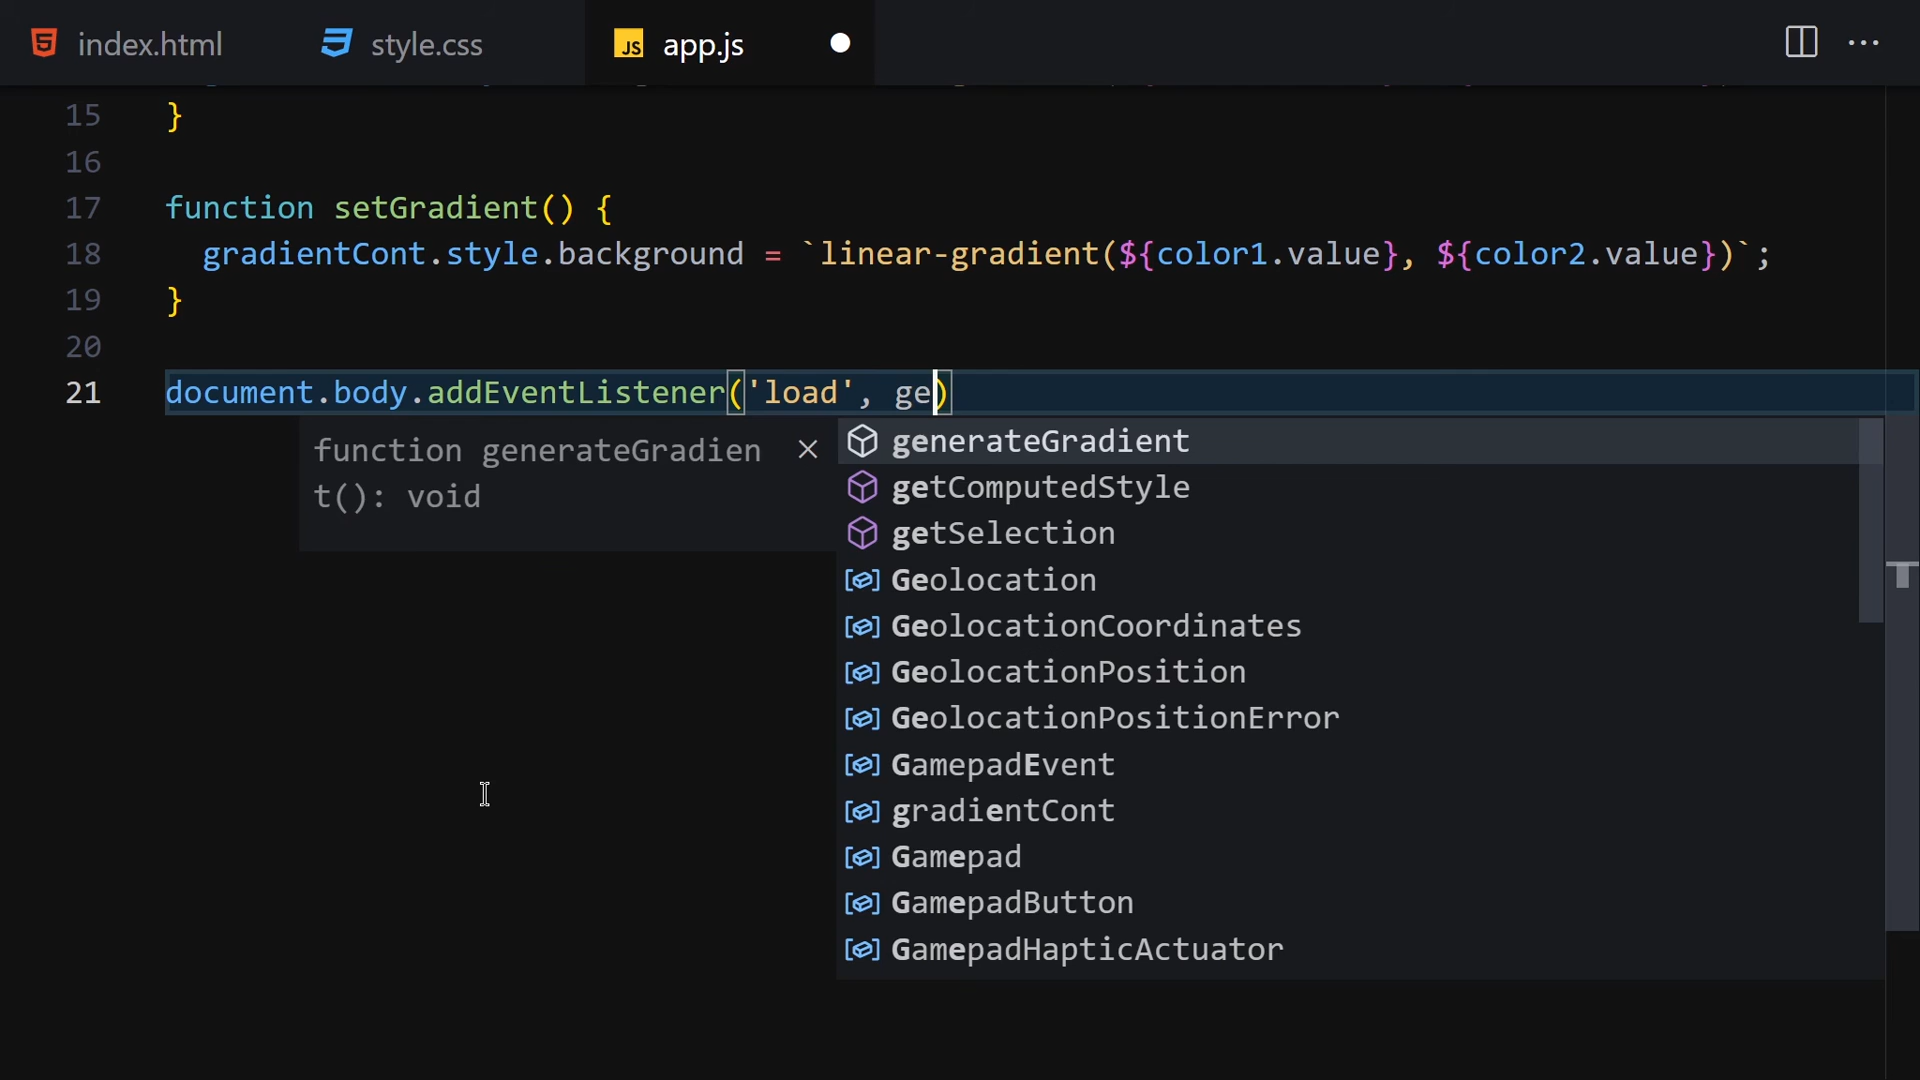 index.html
style.css
JS app.js
15 }
16
17 function setGradient() {
18 gradientCont.style.background = `linear-gradient(${color1.value}, ${color2.value})`;
19 }
20
21 document.body.addEventListener('load', ge)
function generateGradien
t(): void
generateGradient
getComputedStyle
getSelection
Geolocation
GeolocationCoordinates
GeolocationPosition
GeolocationPositionError
GamepadEvent
gradientCont
Gamepad
GamepadButton
GamepadHapticActuator